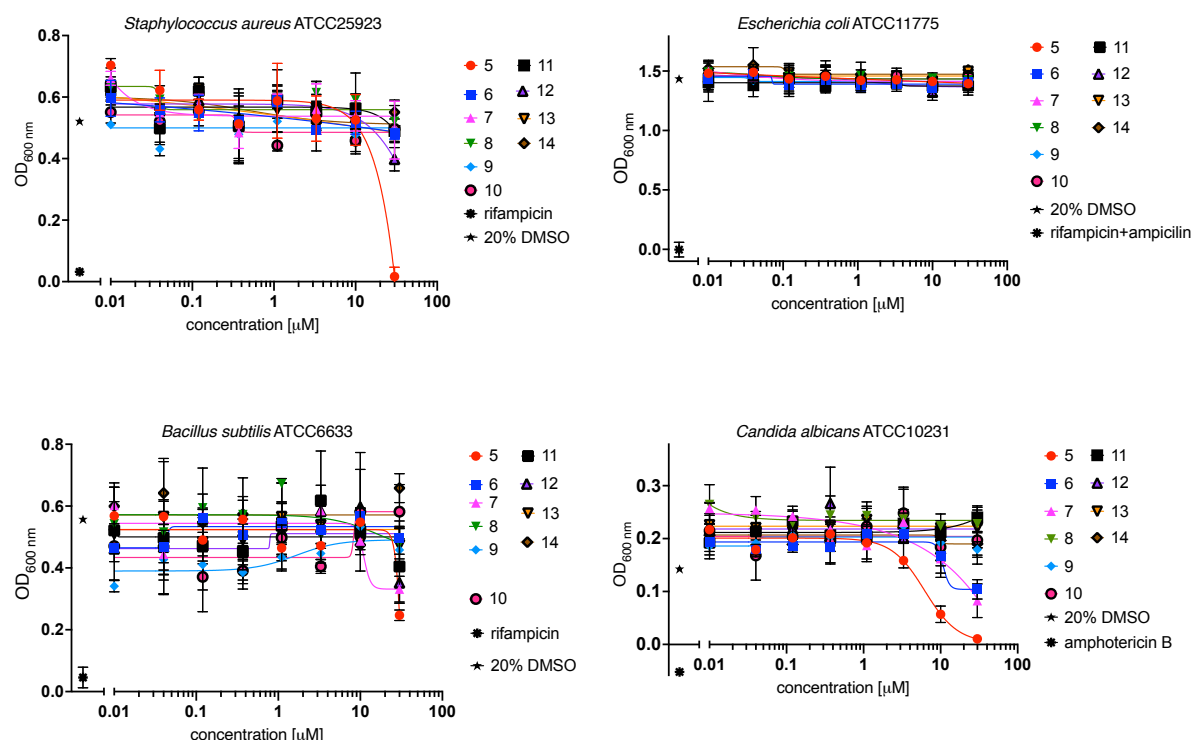 Staphylococcus aureus ATCC25923
OD600 nm
0.8
0.6
0.4
0.2
0.0
0.01 0.1 1 10 100
concentration [µM]
5 11
6 12
7 13
8 14
9
10
rifampicin
20% DMSO
Escherichia coli ATCC11775
OD600 nm
1.5
1.5
0.5
0.0
0.01 0.1 1 10 100
concentration [µM]
5 11
6 12
7 13
8 14
9
10
20% DMSO
rifampicin+ampicilin
Bacillus subtilis ATCC6633
OD600 nm
0.8
0.6
0.4
0.2
0.0
0.01 0.1 1 10 100
concentration [µM]
5 11
6 12
7 13
8 14
9
10
rifampicin
20% DMSO
Candida albicans ATCC10231
OD600 nm
0.3
0.2
0.1
0.0
0.01 0.1 1 10 100
concentration [µM]
5 11
6 12
7 13
8 14
9
10
20% DMSO
amphotericin B